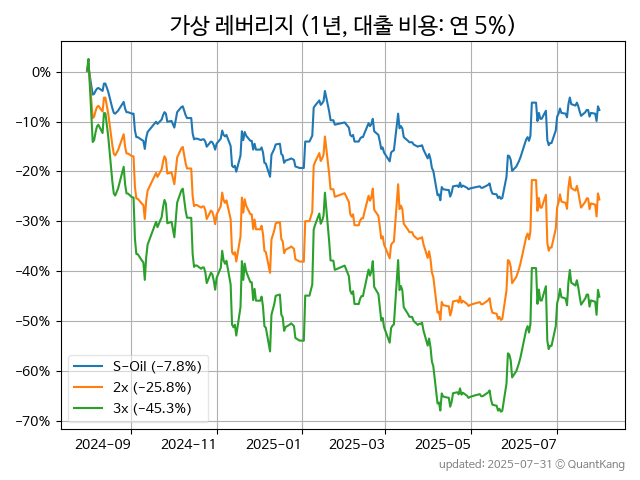 가상 레버리지 (1년, 대출 비용: 연 5%)
0%
−10%
−20%
−30%
−40%
−50%
−60%
−70%
S-Oil (−7.8%)
2x (−25.8%)
3x (−45.3%)
2024-09
2024-11
2025-01
2025-03
2025-05
2025-07
updated: 2025-07-31 © QuantKang